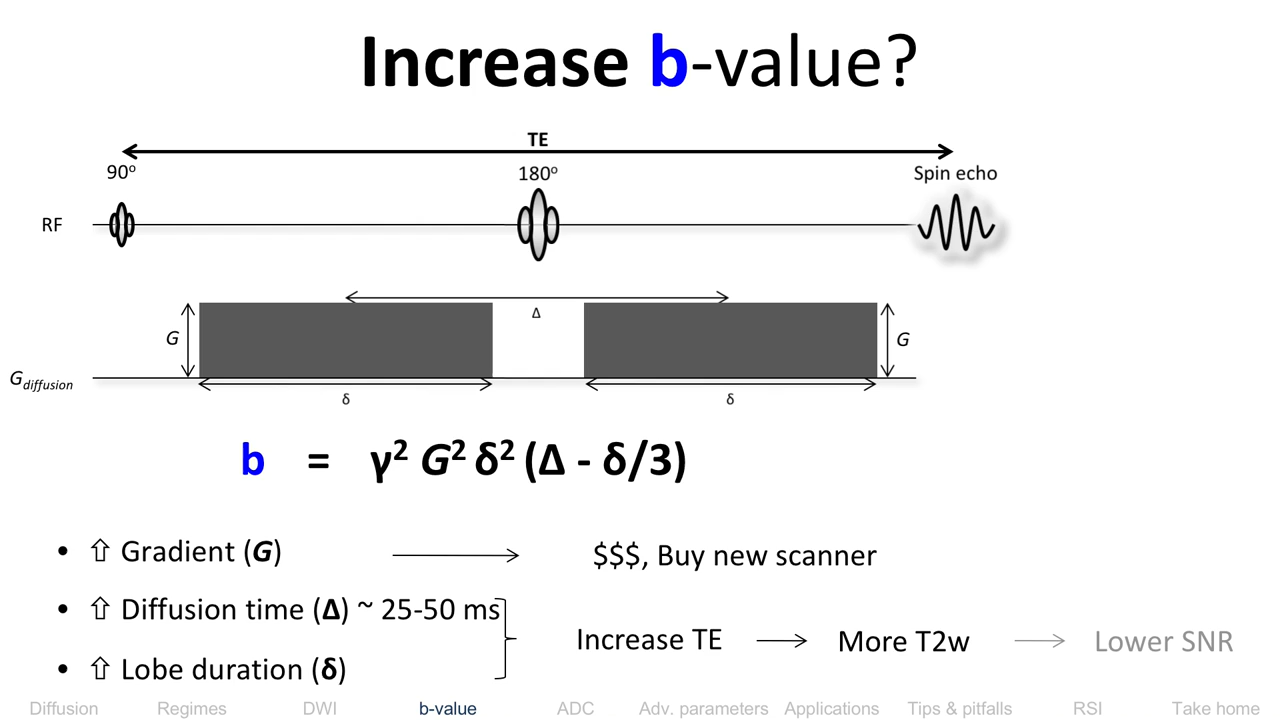 Increase b-value?
TE
90°
180°
Spin echo
RF
Δ
G
G
Gdiffusion
δ
δ
b = γ² G² δ² (Δ - δ/3)
• ⇧ Gradient (G)
$$$, Buy new scanner
• ⇧ Diffusion time (Δ) ~ 25-50 ms
Increase TE
More T2w
Lower SNR
• ⇧ Lobe duration (δ)
Diffusion Regimes DWI b-value ADC Adv. parameters Applications Tips & pitfalls RSI Take home